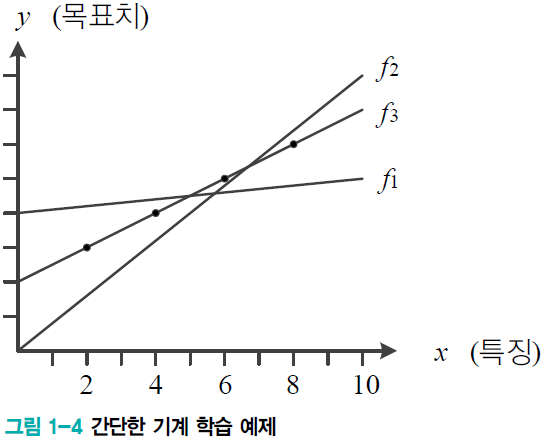 y (목표치)
f2
f3
f1
x (특징)
2 4 6 8 10
그림 1-4 간단한 기계 학습 예제